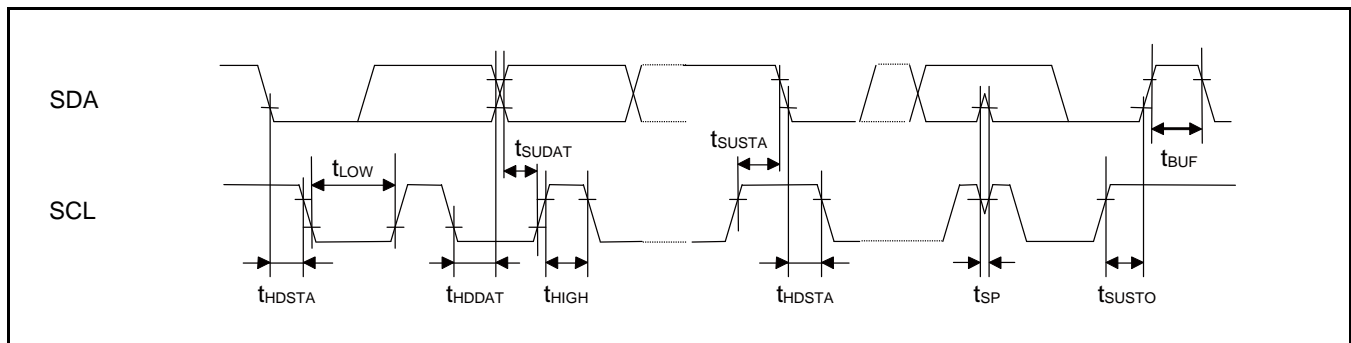 SDA
tSUDAT
tSUSTA
tLOW
tBUF
SCL
tHDSTA
tHDDAT
tHIGH
tHDSTA
tSP
tSUSTO